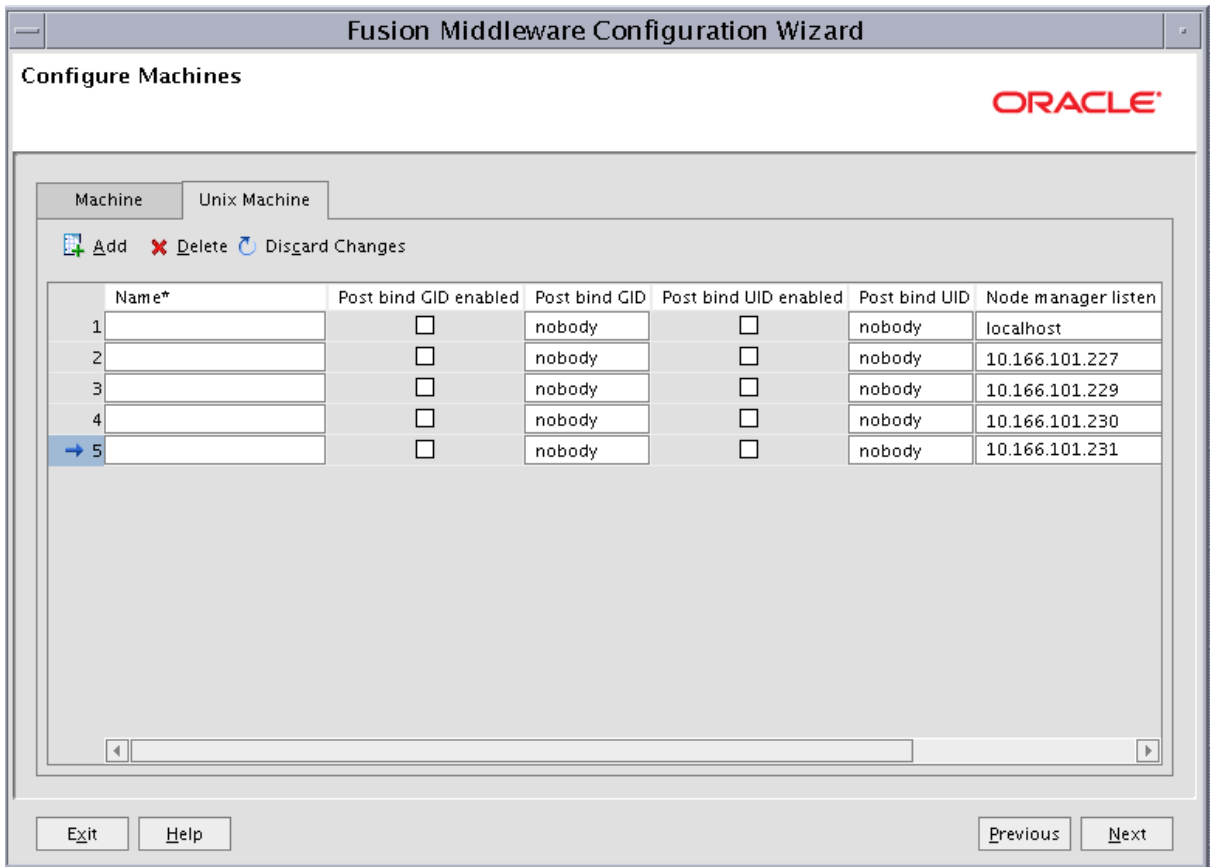 Fusion Middleware Configuration Wizard
Configure Machines
ORACLE
Machine Unix Machine
Add Delete Discard Changes
Name* Post bind GID enabled Post bind GID Post bind UID enabled Post bind UID Node manager listen
1 nobody nobody localhost
2 nobody nobody 10.166.101.227
3 nobody nobody 10.166.101.229
4 nobody nobody 10.166.101.230
5 nobody nobody 10.166.101.231
Exit Help Previous Next